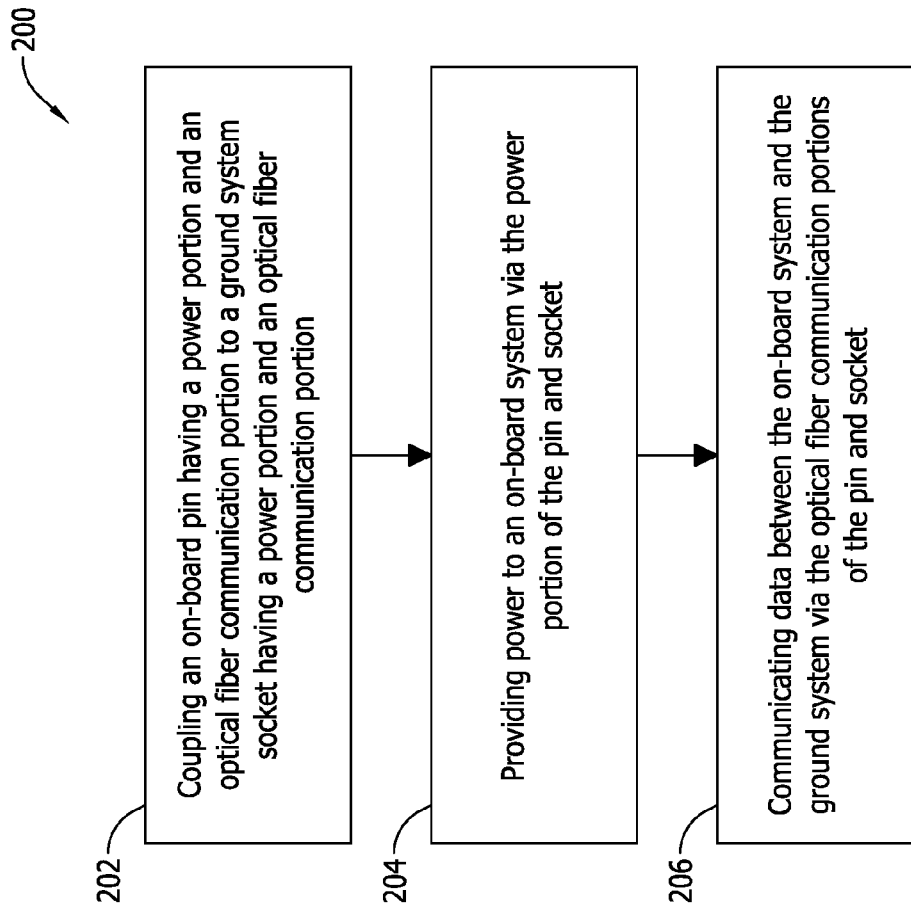 200
202
Coupling an on-board pin having a power portion and an
optical fiber communication portion to a ground system
socket having a power portion and an optical fiber
communication portion
204
Providing power to an on-board system via the power
portion of the pin and socket
206
Communicating data between the on-board system and the
ground system via the optical fiber communication portions
of the pin and socket